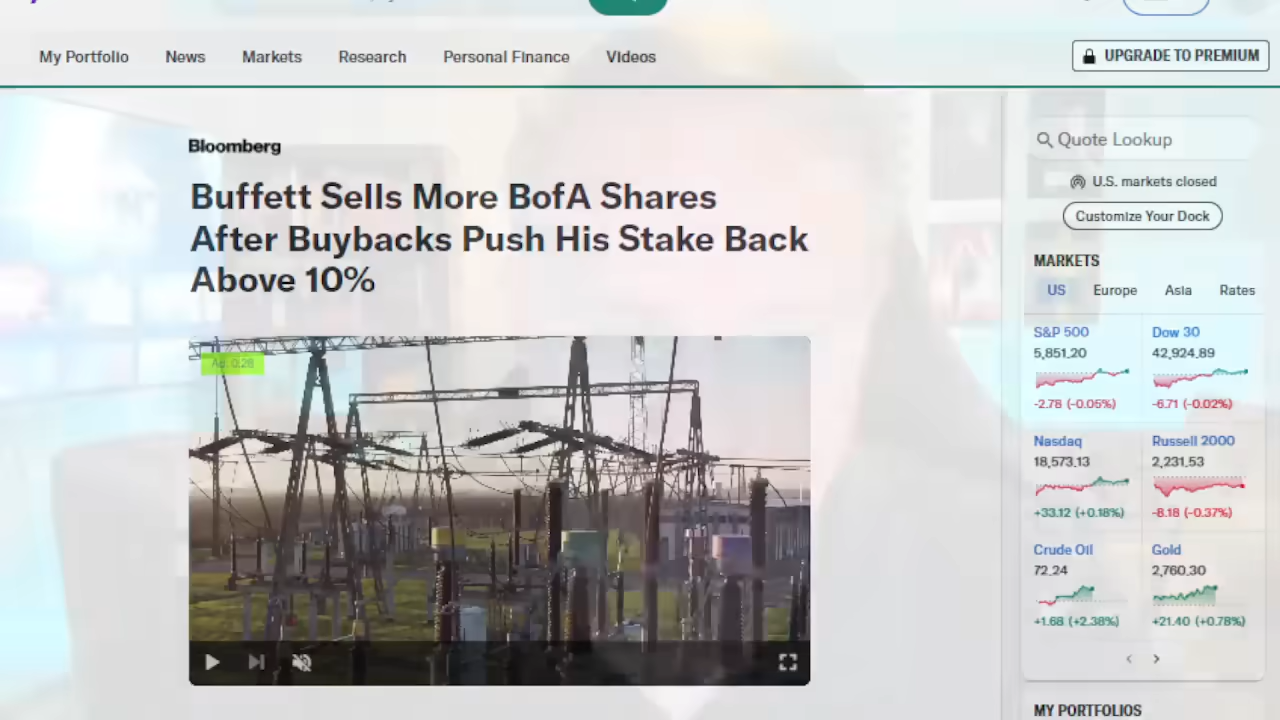 My Portfolio News Markets Research Personal Finance Videos
UPGRADE TO PREMIUM
Bloomberg
Buffett Sells More BofA Shares
After Buybacks Push His Stake Back
Above 10%
Ad: 0:28
Quote Lookup
U.S. markets closed
Customize Your Dock
MARKETS
US Europe Asia Rates
S&P 500 Dow 30
5,851.20 42,924.89
-2.78 (-0.05%) -6.71 (-0.02%)
Nasdaq Russell 2000
18,573.13 2,231.53
+33.12 (+0.18%) -8.18 (-0.37%)
Crude Oil Gold
72.24 2,760.30
+1.68 (+2.38%) +21.40 (+0.78%)
MY PORTFOLIOS